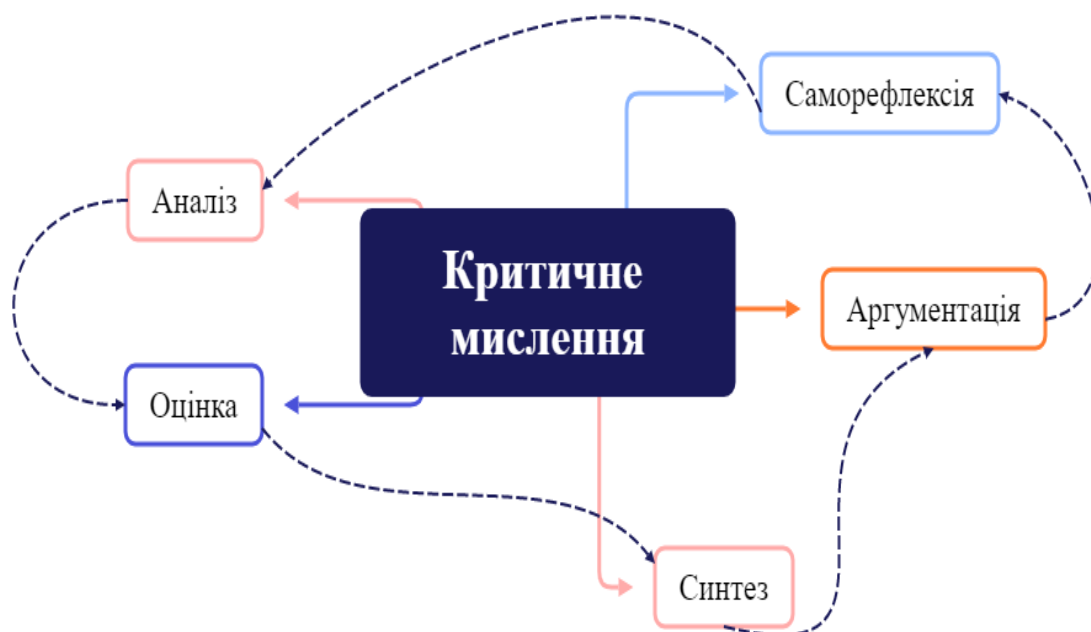 Саморефлексія
Аналіз
Критичне
мислення
Аргументація
Оцінка
Синтез